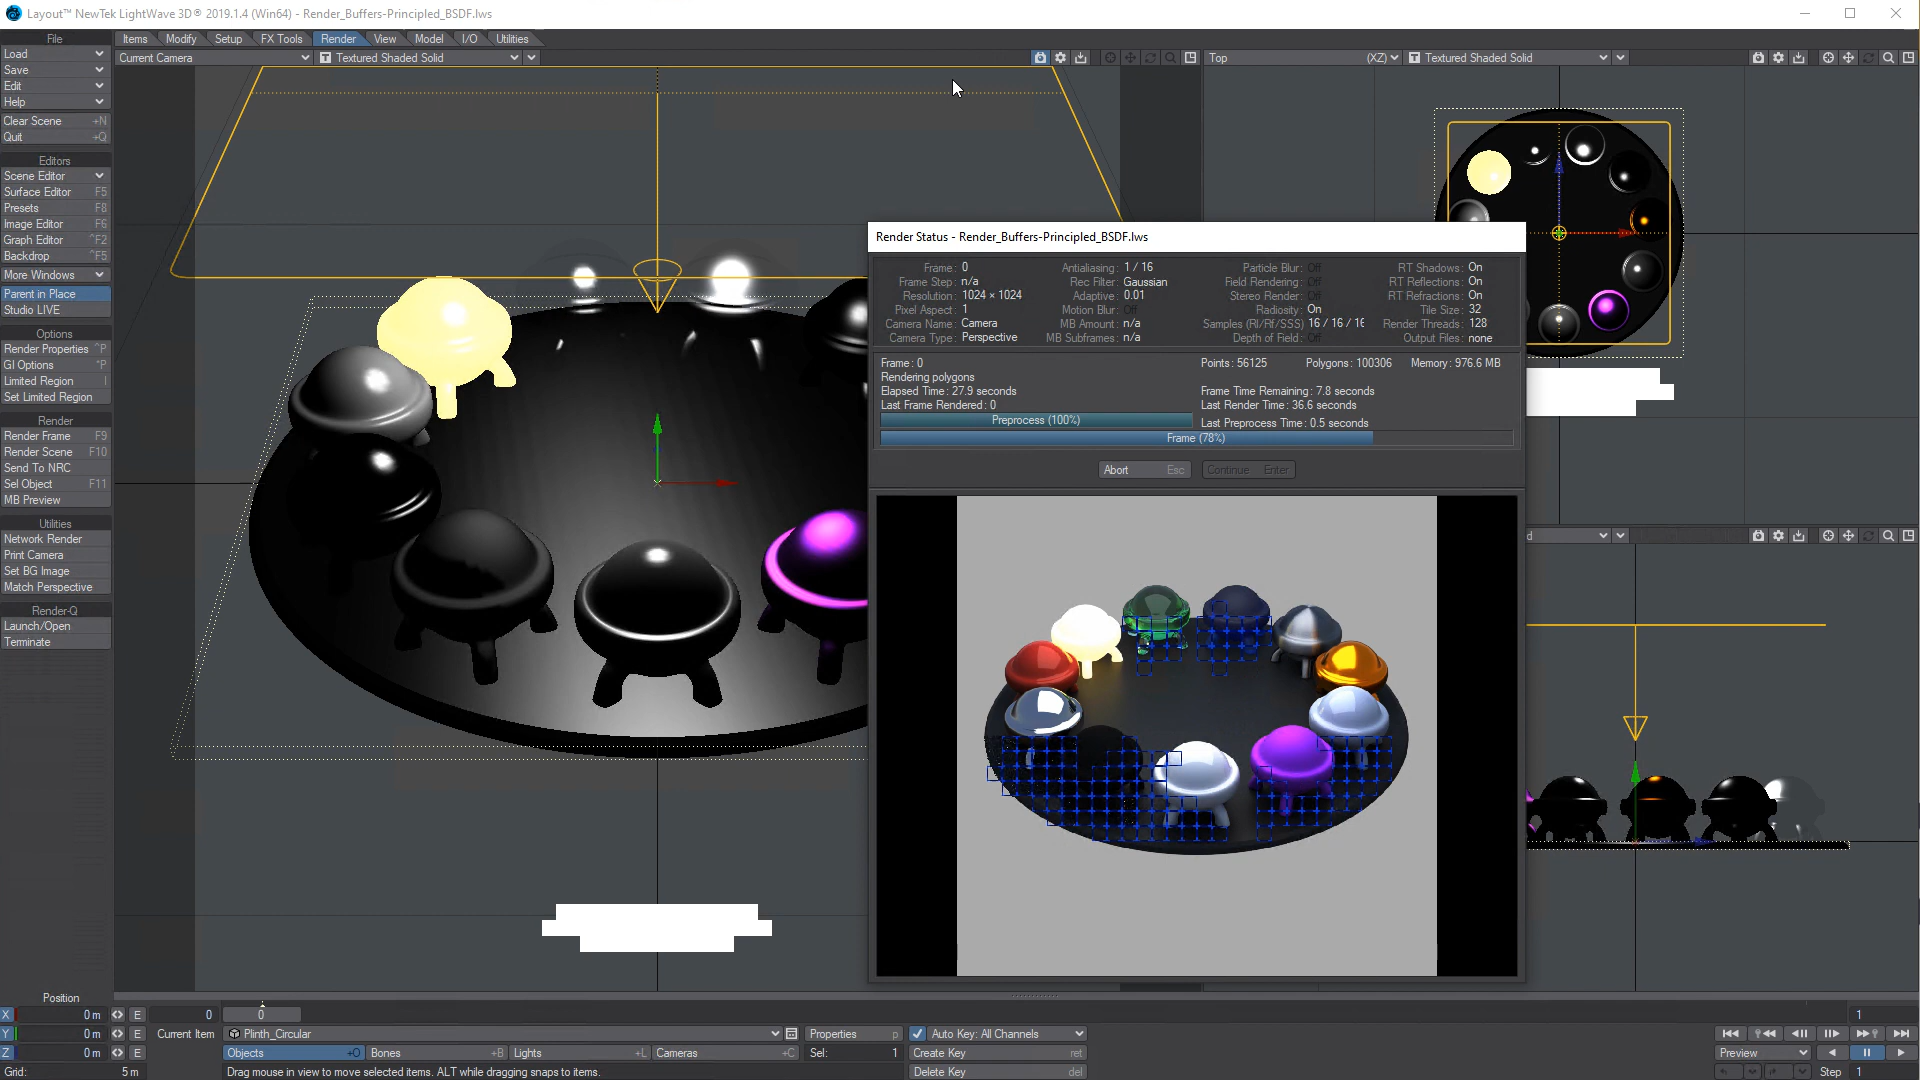 Layout™ NewTek LightWave 3D® 2019.1.4 (Win64) - Render_Buffers-Principled_BSDF.lws
File
Items Modify Setup FX Tools Render View Model I/O Utilities
Load
Save
Edit
Help
Clear Scene +N
Quit +Q
Editors
Scene Editor
Surface Editor F5
Presets F8
Image Editor F6
Graph Editor ^F2
Backdrop ^F5
More Windows
Parent in Place
Studio LIVE
Options
Render Properties ^P
GI Options ^P
Limited Region l
Set Limited Region
Render
Render Frame F9
Render Scene F10
Send To NRC
Sel Object F11
MB Preview
Utilities
Network Render
Print Camera
Set BG Image
Match Perspective
Render-Q
Launch/Open
Terminate
Current Camera T Textured Shaded Solid
Top (XZ) T Textured Shaded Solid
d
Render Status - Render_Buffers-Principled_BSDF.lws
Frame: 0 Antialiasing: 1 / 16 Particle Blur: Off RT Shadows: On
Frame Step: n/a Rec Filter: Gaussian Field Rendering: Off RT Reflections: On
Resolution: 1024 × 1024 Adaptive: 0.01 Stereo Render: Off RT Refractions: On
Pixel Aspect: 1 Motion Blur: Off Radiosity: On Tile Size: 32
Camera Name: Camera MB Amount: n/a Samples (Rl/Rf/SSS) 16 / 16 / 16 Render Threads: 128
Camera Type: Perspective MB Subframes: n/a Depth of Field: Off Output Files: none
Frame: 0 Points: 56125 Polygons: 100306 Memory: 976.6 MB
Rendering polygons
Elapsed Time: 27.9 seconds Frame Time Remaining: 7.8 seconds
Last Frame Rendered: 0 Last Render Time: 36.6 seconds
Preprocess (100%) Last Preprocess Time: 0.5 seconds
Frame (78%)
Abort Esc Continue Enter
Position
X 0 m E 0 0 1
Y 0 m E Current Item Plinth_Circular Properties p Auto Key: All Channels
Z 0 m E Objects +O Bones +B Lights +L Cameras +C Sel: 1 Create Key ret Preview
Grid: 5 m Drag mouse in view to move selected items. ALT while dragging snaps to items. Delete Key del Step 1